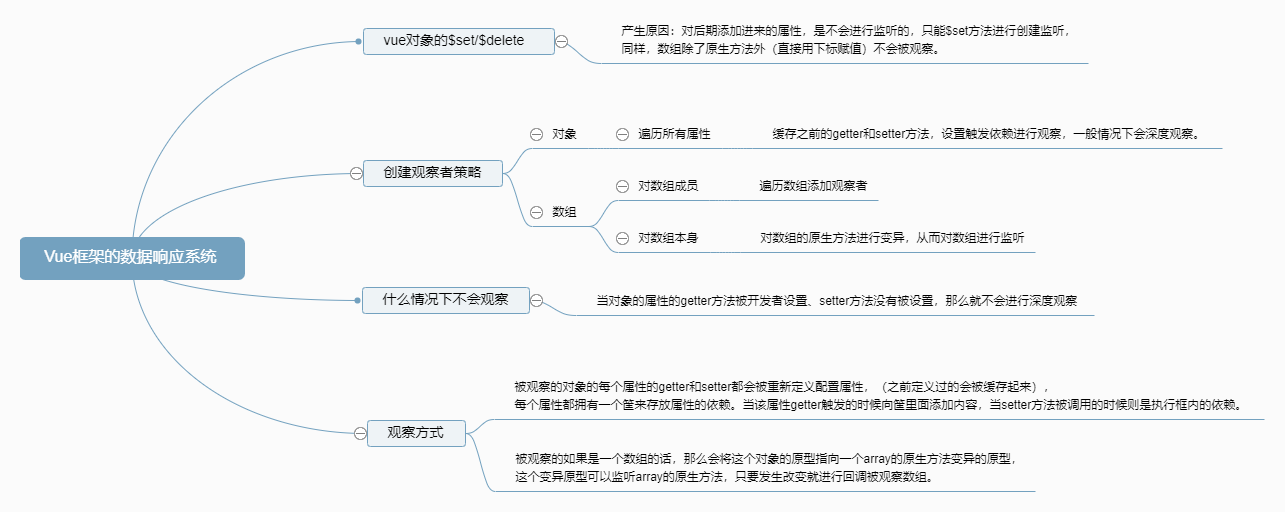 Vue框架的数据响应系统
vue对象的$set/$delete
产生原因：对后期添加进来的属性，是不会进行监听的，只能$set方法进行创建监听，
同样，数组除了原生方法外（直接用下标赋值）不会被观察。
创建观察者策略
对象
遍历所有属性
缓存之前的getter和setter方法，设置触发依赖进行观察，一般情况下会深度观察。
数组
对数组成员
遍历数组添加观察者
对数组本身
对数组的原生方法进行变异，从而对数组进行监听
什么情况下不会观察
当对象的属性的getter方法被开发者设置、setter方法没有被设置，那么就不会进行深度观察
观察方式
被观察的对象的每个属性的getter和setter都会被重新定义配置属性，（之前定义过的会被缓存起来），
每个属性都拥有一个筐来存放属性的依赖。当该属性getter触发的时候向筐里面添加内容，当setter方法被调用的时候则是执行框内的依赖。
被观察的如果是一个数组的话，那么会将这个对象的原型指向一个array的原生方法变异的原型，
这个变异原型可以监听array的原生方法，只要发生改变就进行回调被观察数组。